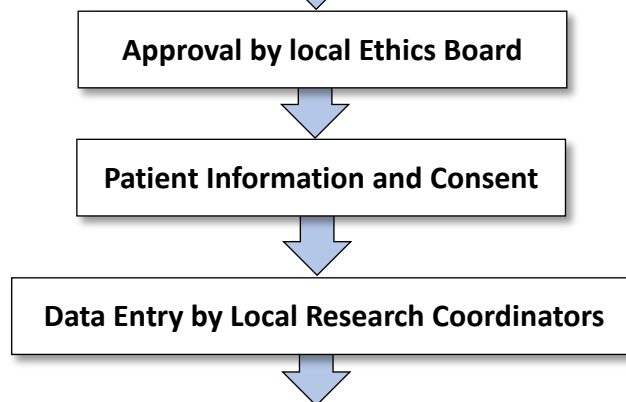 Approval by local Ethics Board
Patient Information and Consent
Data Entry by Local Research Coordinators